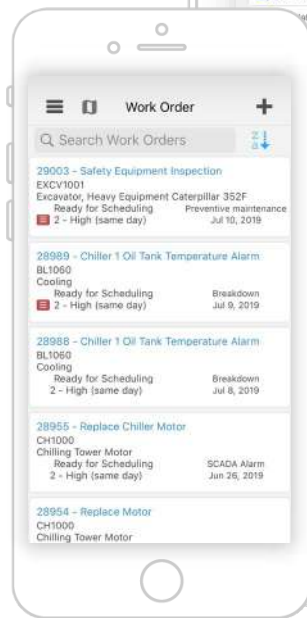 Work Order
Search Work Orders
29003 - Safety Equipment Inspection
EXCV1001
Excavator, Heavy Equipment Caterpillar 352F
Ready for Scheduling Preventive maintenance
2 - High (same day) Jul 10, 2019
28989 - Chiller 1 Oil Tank Temperature Alarm
BL1060
Cooling
Ready for Scheduling Breakdown
2 - High (same day) Jul 9, 2019
28988 - Chiller 1 Oil Tank Temperature Alarm
BL1060
Cooling
Ready for Scheduling Breakdown
2 - High (same day) Jul 8, 2019
28955 - Replace Chiller Motor
CH1000
Chilling Tower Motor
Ready for Scheduling SCADA Alarm
2 - High (same day) Jun 26, 2019
28954 - Replace Motor
CH1000
Chilling Tower Motor